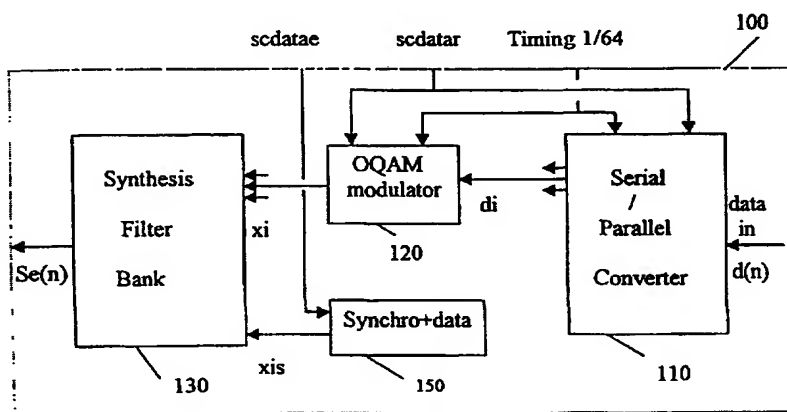 scdatae scdatar Timing 1/64
100
Synthesis
Filter
Bank
OQAM
modulator
Serial
/
Parallel
Converter
xi
di
data
in
d(n)
Se(n)
120
Synchro+data
xis
130
150
110